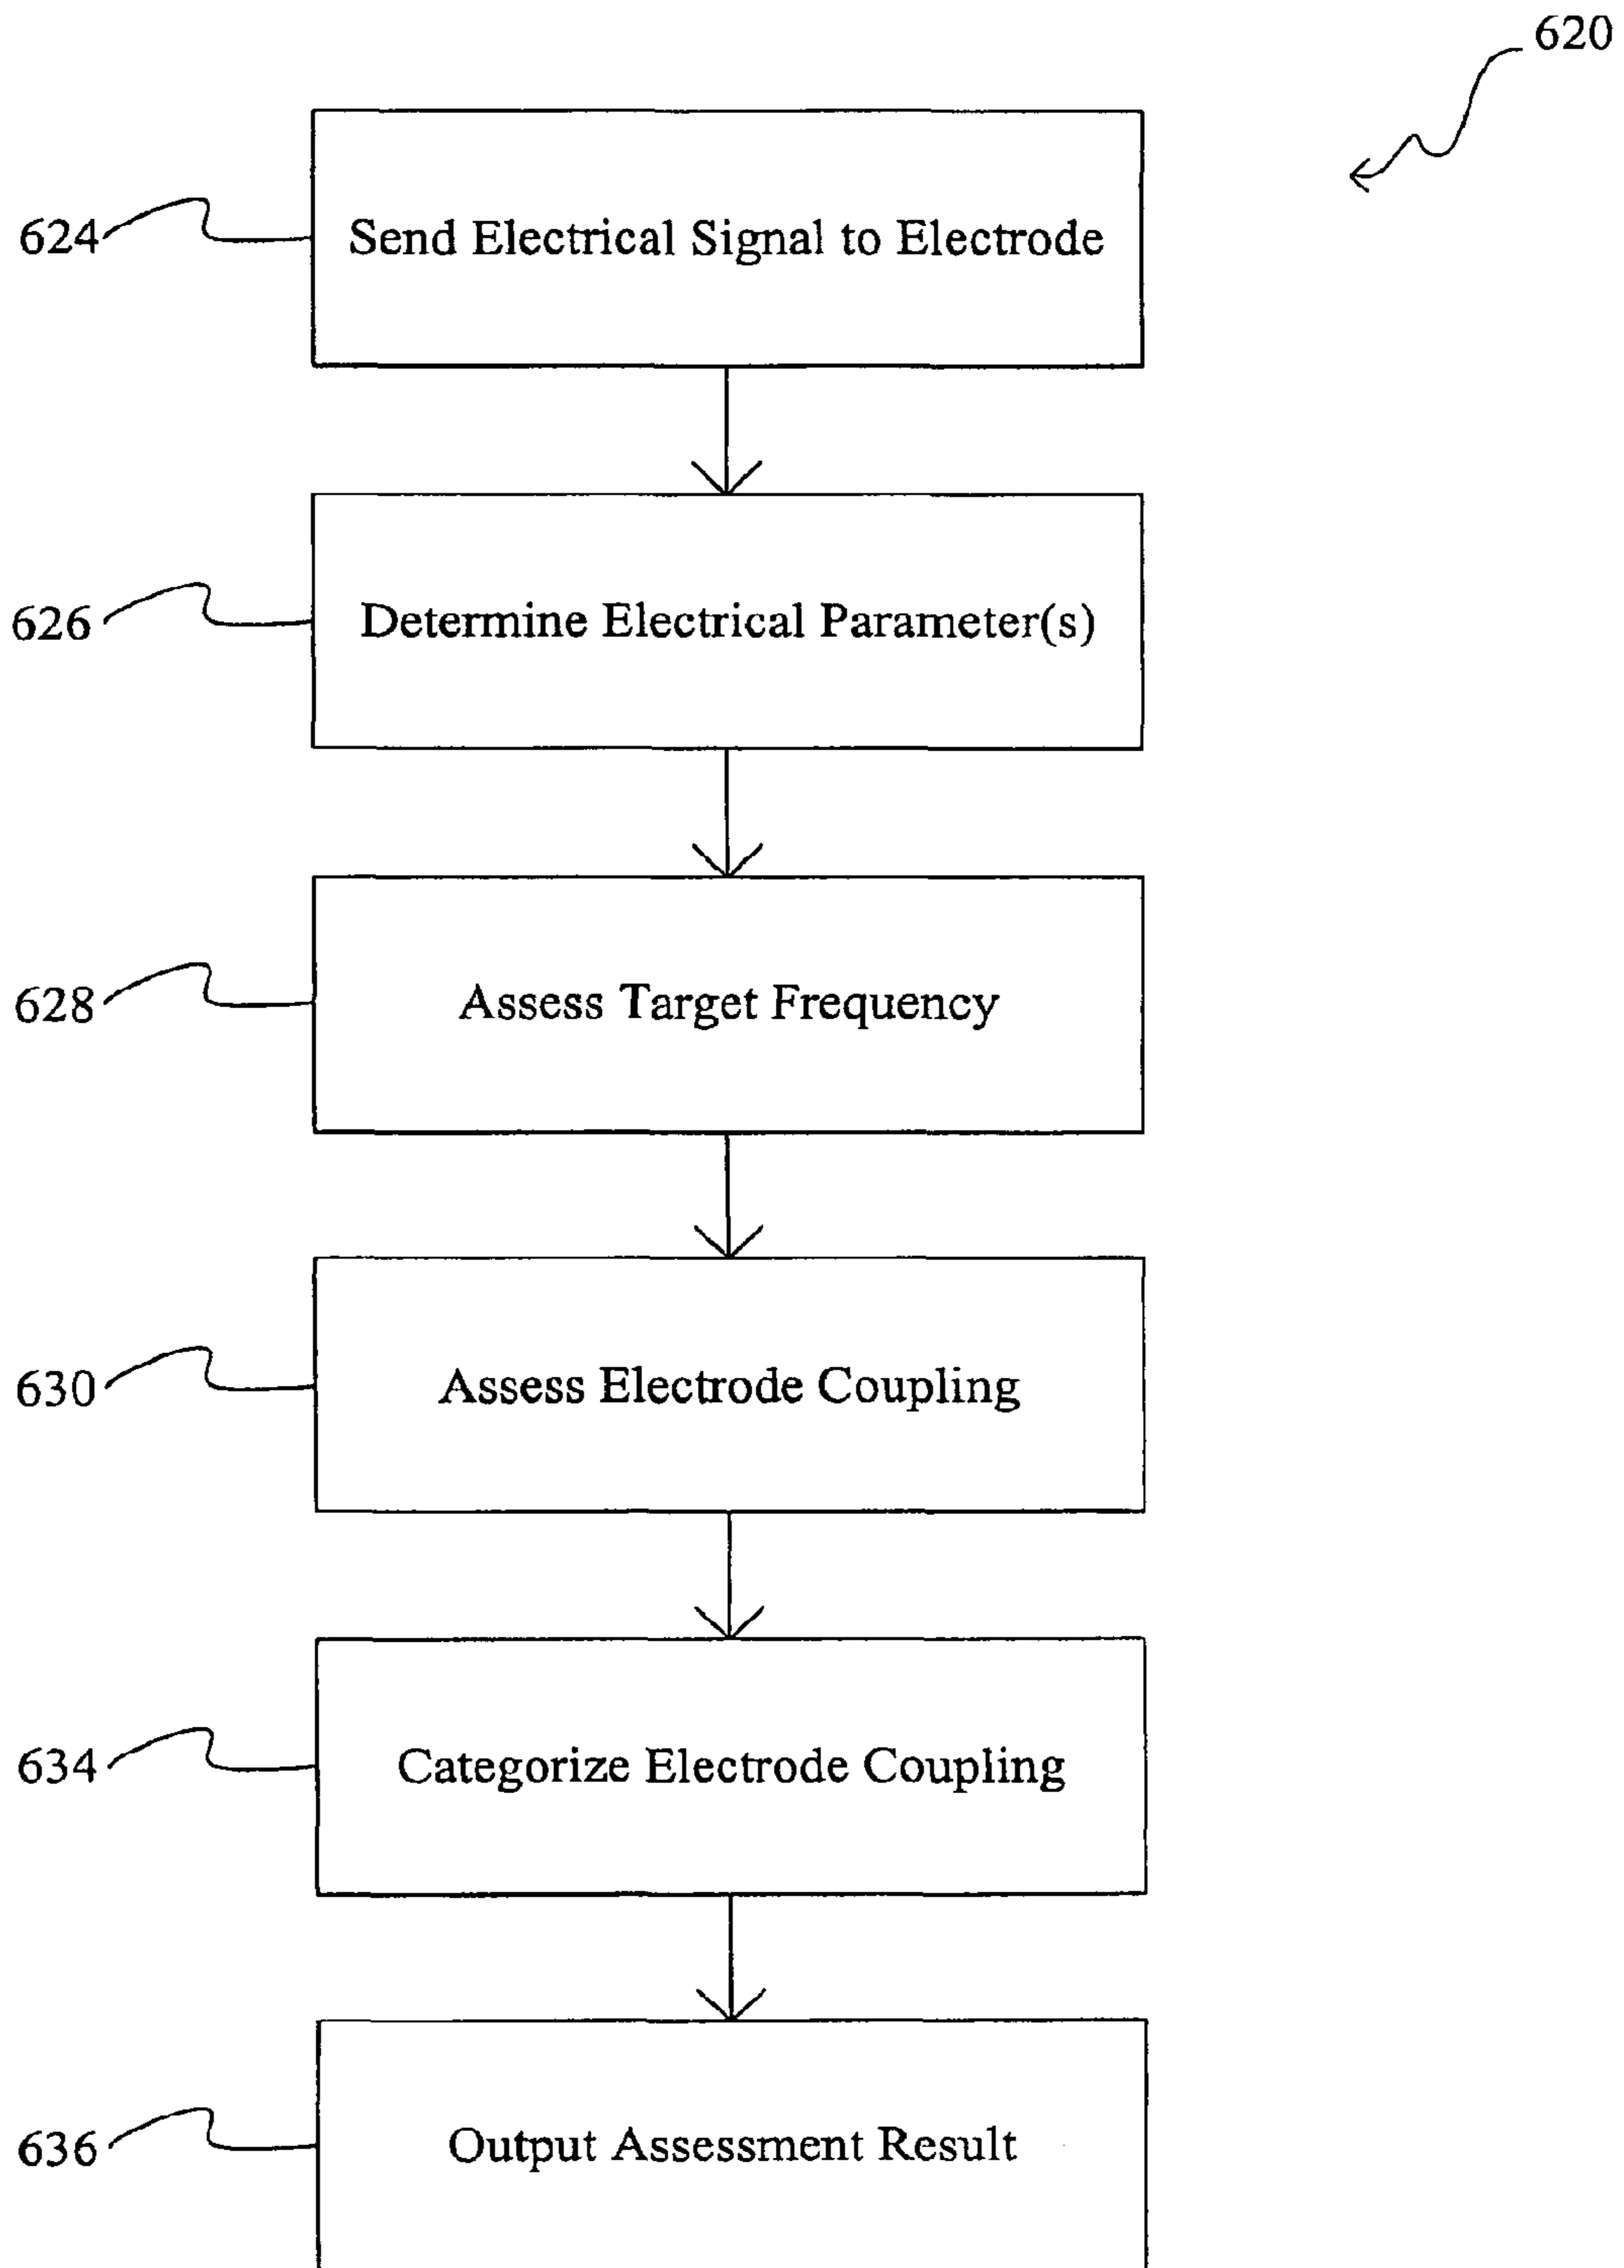 620
624
Send Electrical Signal to Electrode
626
Determine Electrical Parameter(s)
628
Assess Target Frequency
630
Assess Electrode Coupling
634
Categorize Electrode Coupling
636
Output Assessment Result